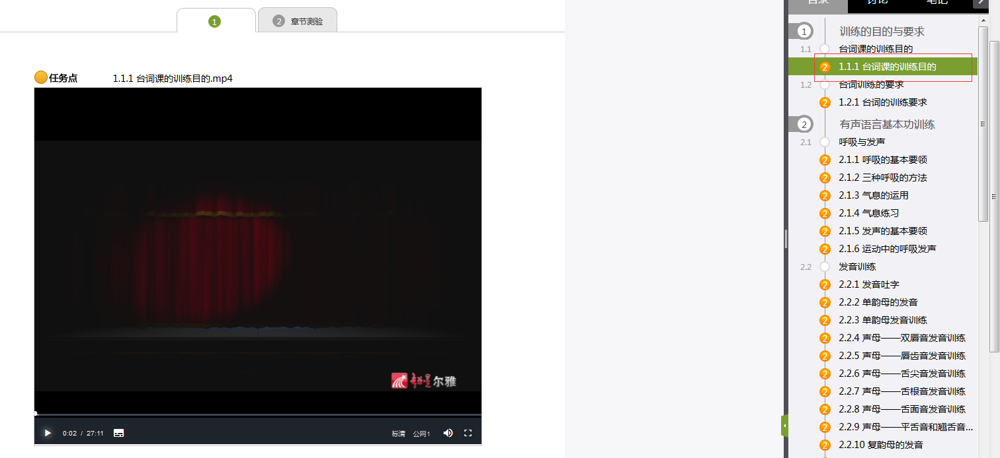 1
2 章节测验
任务点
1.1.1 台词课的训练目的.mp4
超星尔雅
0:02 / 27:11
标清
公网1
目录
讨论
笔记
1 训练的目的与要求
1.1 台词课的训练目的
2 1.1.1 台词课的训练目的
1.2 台词训练的要求
2 1.2.1 台词的训练要求
2 有声语言基本功训练
2.1 呼吸与发声
2 2.1.1 呼吸的基本要领
2 2.1.2 三种呼吸的方法
2 2.1.3 气息的运用
2 2.1.4 气息练习
2 2.1.5 发声的基本要领
2 2.1.6 运动中的呼吸发声
2.2 发音训练
2 2.2.1 发音吐字
2 2.2.2 单韵母的发音
2 2.2.3 单韵母发音训练
2 2.2.4 声母——双唇音发音训练
2 2.2.5 声母——唇齿音发音训练
2 2.2.6 声母——舌尖音发音训练
2 2.2.7 声母——舌根音发音训练
2 2.2.8 声母——舌面音发音训练
2 2.2.9 声母——平舌音和翘舌音...
2 2.2.10 复韵母的发音